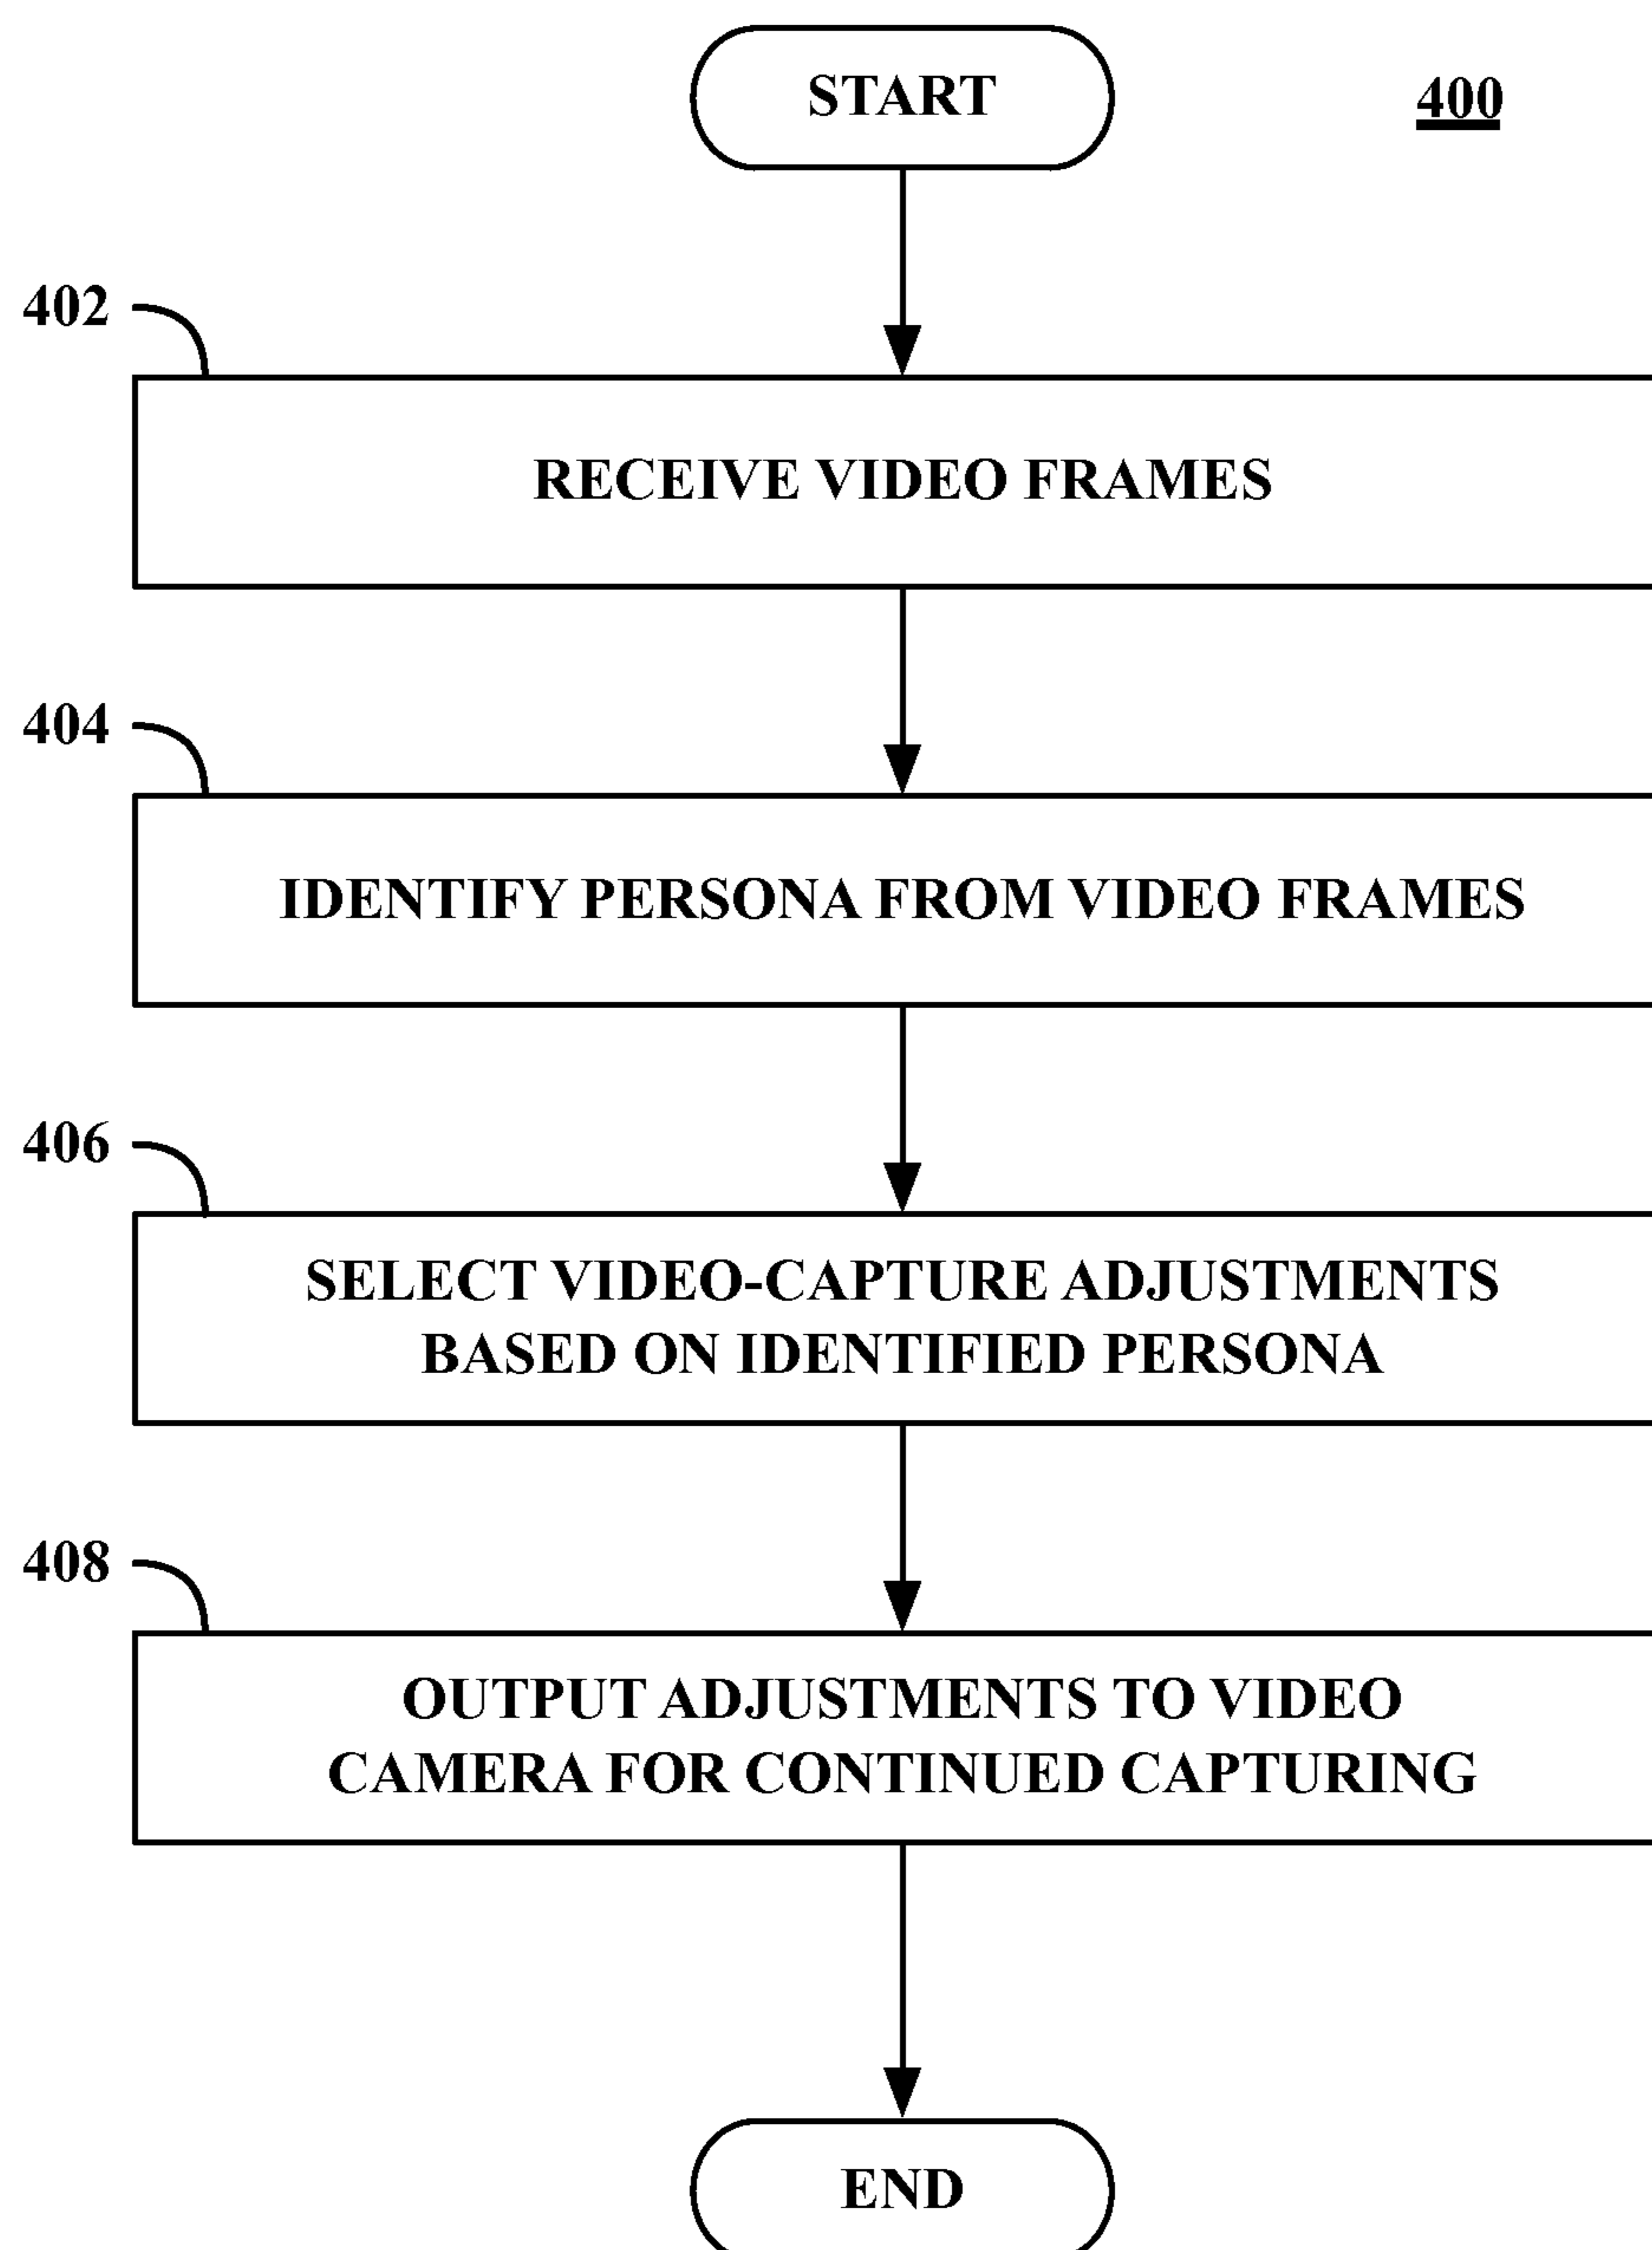 START
400
402
RECEIVE VIDEO FRAMES
404
IDENTIFY PERSONA FROM VIDEO FRAMES
406
SELECT VIDEO-CAPTURE ADJUSTMENTS
BASED ON IDENTIFIED PERSONA
408
OUTPUT ADJUSTMENTS TO VIDEO
CAMERA FOR CONTINUED CAPTURING
END